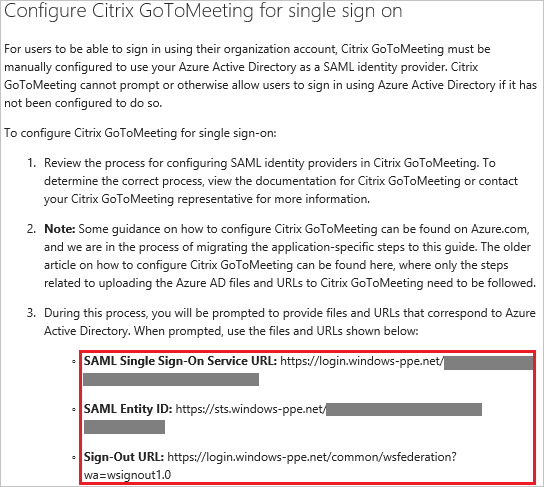 Configure Citrix GoToMeeting for single sign on
For users to be able to sign in using their organization account, Citrix GoToMeeting must be
manually configured to use your Azure Active Directory as a SAML identity provider. Citrix
GoToMeeting cannot prompt or otherwise allow users to sign in using Azure Active Directory if it has
not been configured to do so.
To configure Citrix GoToMeeting for single sign-on:
1. Review the process for configuring SAML identity providers in Citrix GoToMeeting. To
determine the correct process, view the documentation for Citrix GoToMeeting or contact
your Citrix GoToMeeting representative for more information.
2. Note: Some guidance on how to configure Citrix GoToMeeting can be found on Azure.com,
and we are in the process of migrating the application-specific steps to this guide. The older
article on how to configure Citrix GoToMeeting can be found here, where only the steps
related to uploading the Azure AD files and URLs to Citrix GoToMeeting need to be followed.
3. During this process, you will be prompted to provide files and URLs that correspond to Azure
Active Directory. When prompted, use the files and URLs shown below:
◦ SAML Single Sign-On Service URL: https://login.windows-ppe.net/
◦ SAML Entity ID: https://sts.windows-ppe.net/
◦ Sign-Out URL: https://login.windows-ppe.net/common/wsfederation?
wa=wsignout1.0